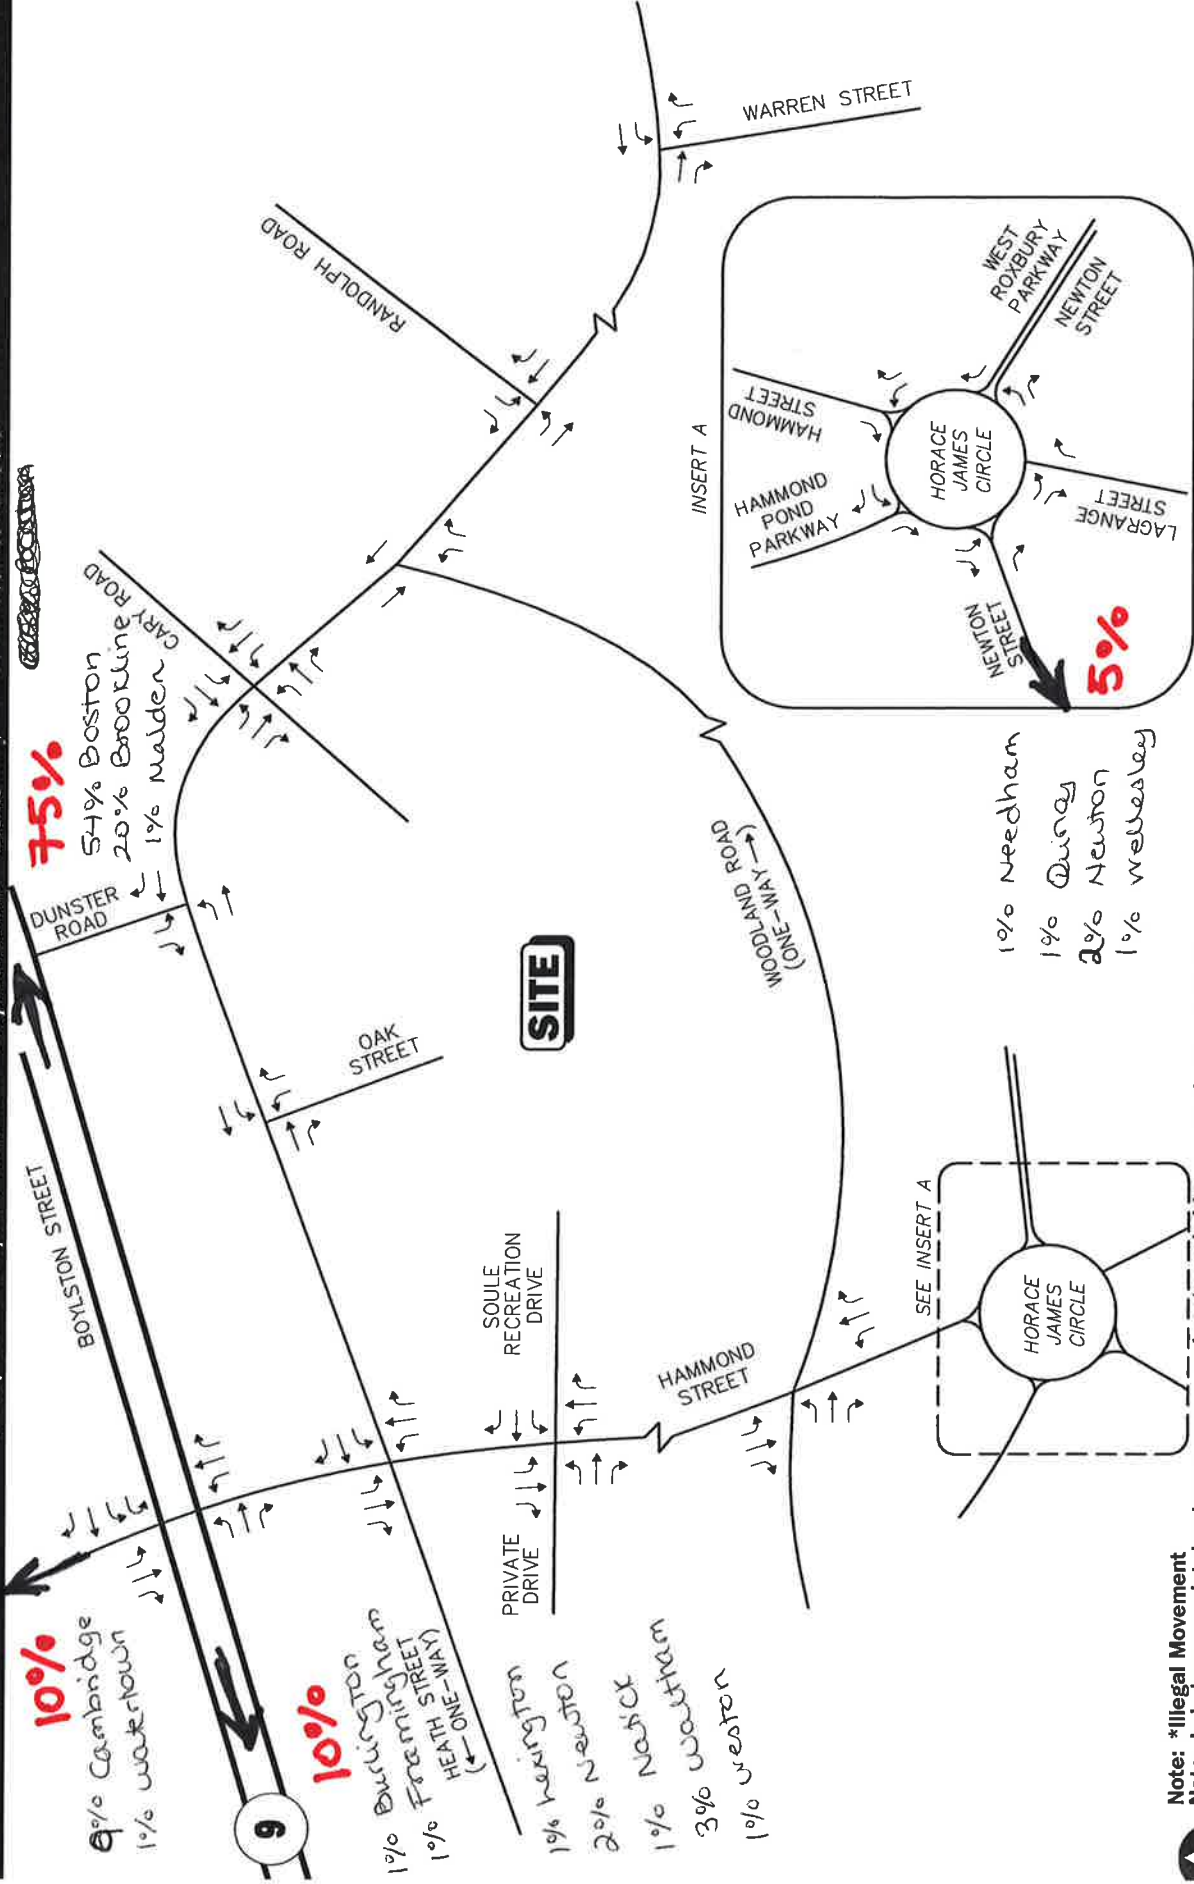 75%
54% Boston
20% Brookline
1% Malden
10%
9% Cambridge
1% Watertown
10%
1% Burlington
1% Framingham
1% Lexington
2% Newton
1% Natick
3% Waltham
1% Weston
9
BOYLSTON STREET
DUNSTER
ROAD
CARY ROAD
RANDOLPH ROAD
WARREN STREET
OAK
STREET
SITE
HEATH STREET
(← ONE-WAY)
SOULE
RECREATION
DRIVE
PRIVATE
DRIVE
HAMMOND
STREET
WOODLAND ROAD
(ONE-WAY →)
SEE INSERT A
HORACE
JAMES
CIRCLE
INSERT A
HAMMOND
POND
PARKWAY
HAMMOND
STREET
WEST
ROXBURY
PARKWAY
NEWTON
STREET
HORACE
JAMES
CIRCLE
LAGRANGE
STREET
NEWTON
STREET
5%
1% Needham
1% Quincy
2% Newton
1% Wellesley
Note: *Illegal Movement